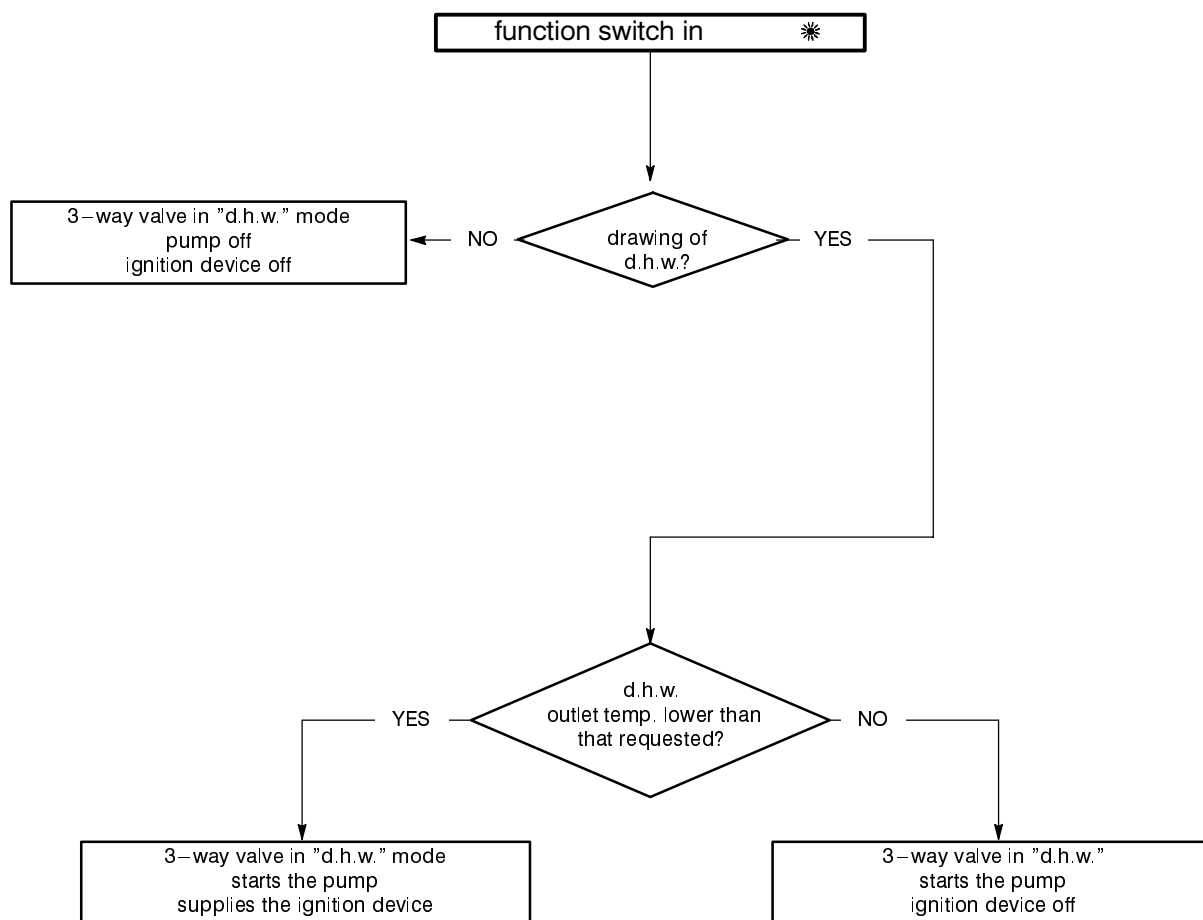 function switch in
3–way valve in ”d.h.w.” mode
pump off
ignition device off
NO
drawing of
d.h.w.?
YES
d.h.w.
outlet temp. lower than
that requested?
YES
NO
3–way valve in ”d.h.w.” mode
starts the pump
supplies the ignition device
3–way valve in ”d.h.w.”
starts the pump
ignition device off